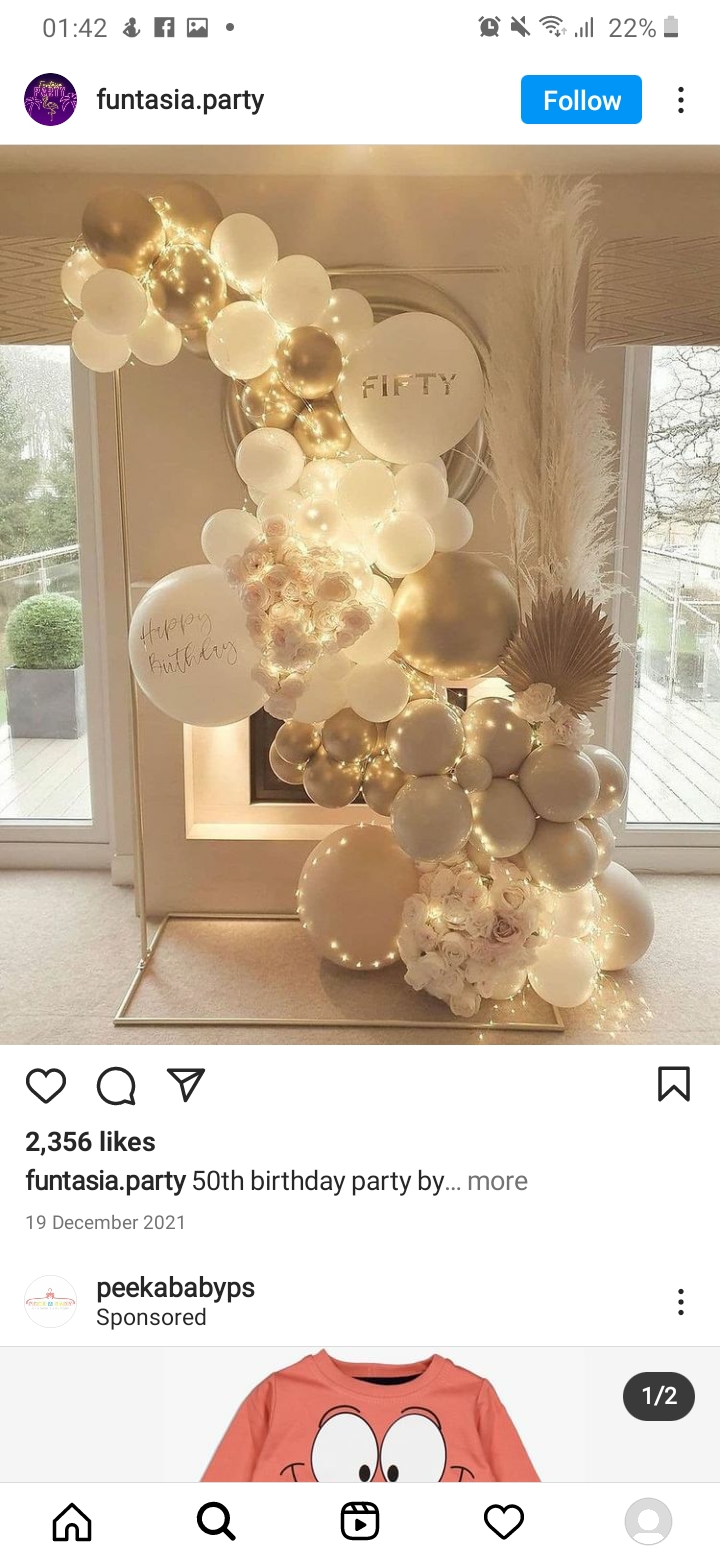 01:42
22%
funtasia.party
Follow
FIFTY
Happy
Birthday
2,356 likes
funtasia.party 50th birthday party by... more
19 December 2021
peekababyps
Sponsored
1/2